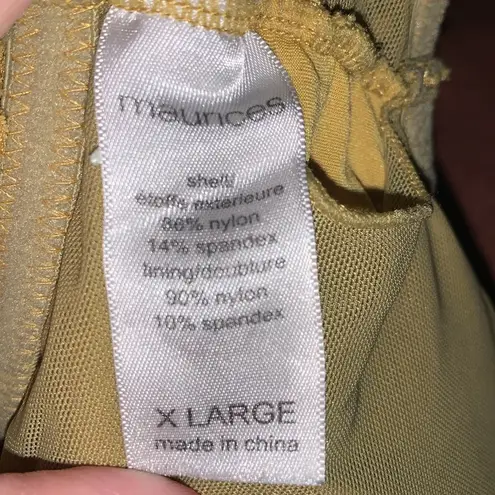 maurices
shell/
étoffe extérieure
86% nylon
14% spandex
lining/doublure
90% nylon
10% spandex
X LARGE
made in china